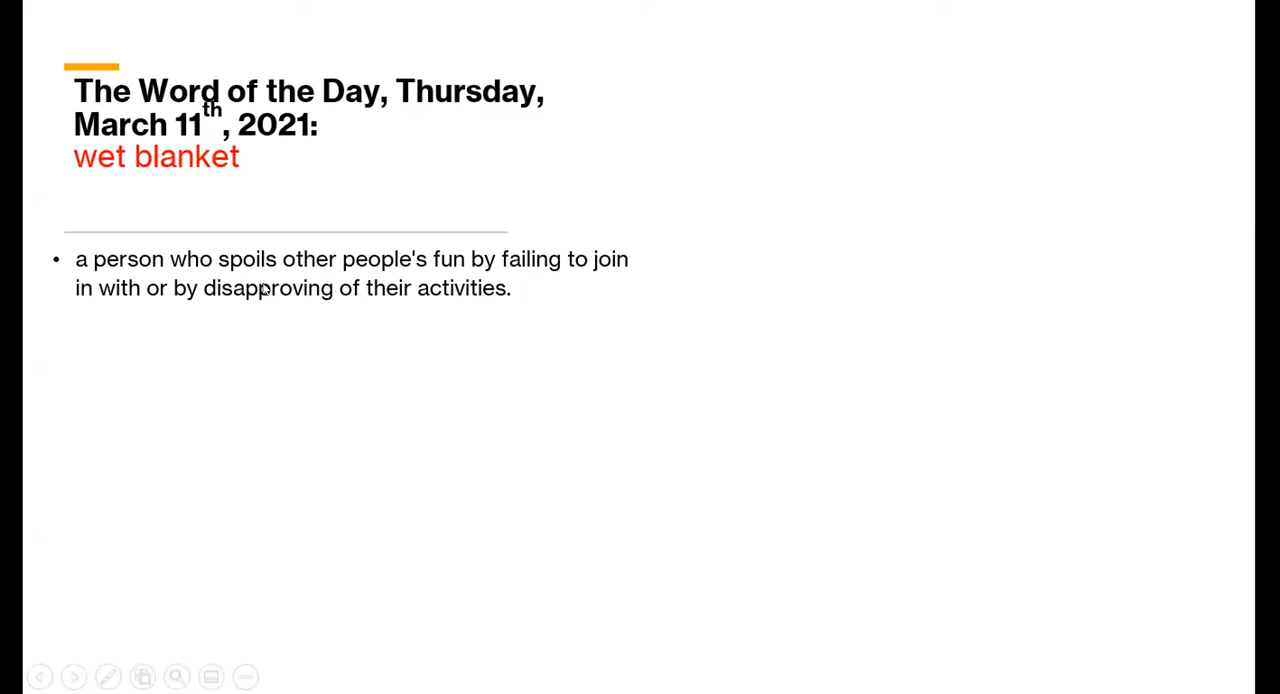 The Word of the Day, Thursday,
March 11th, 2021:
wet blanket
• a person who spoils other people's fun by failing to join
in with or by disapproving of their activities.